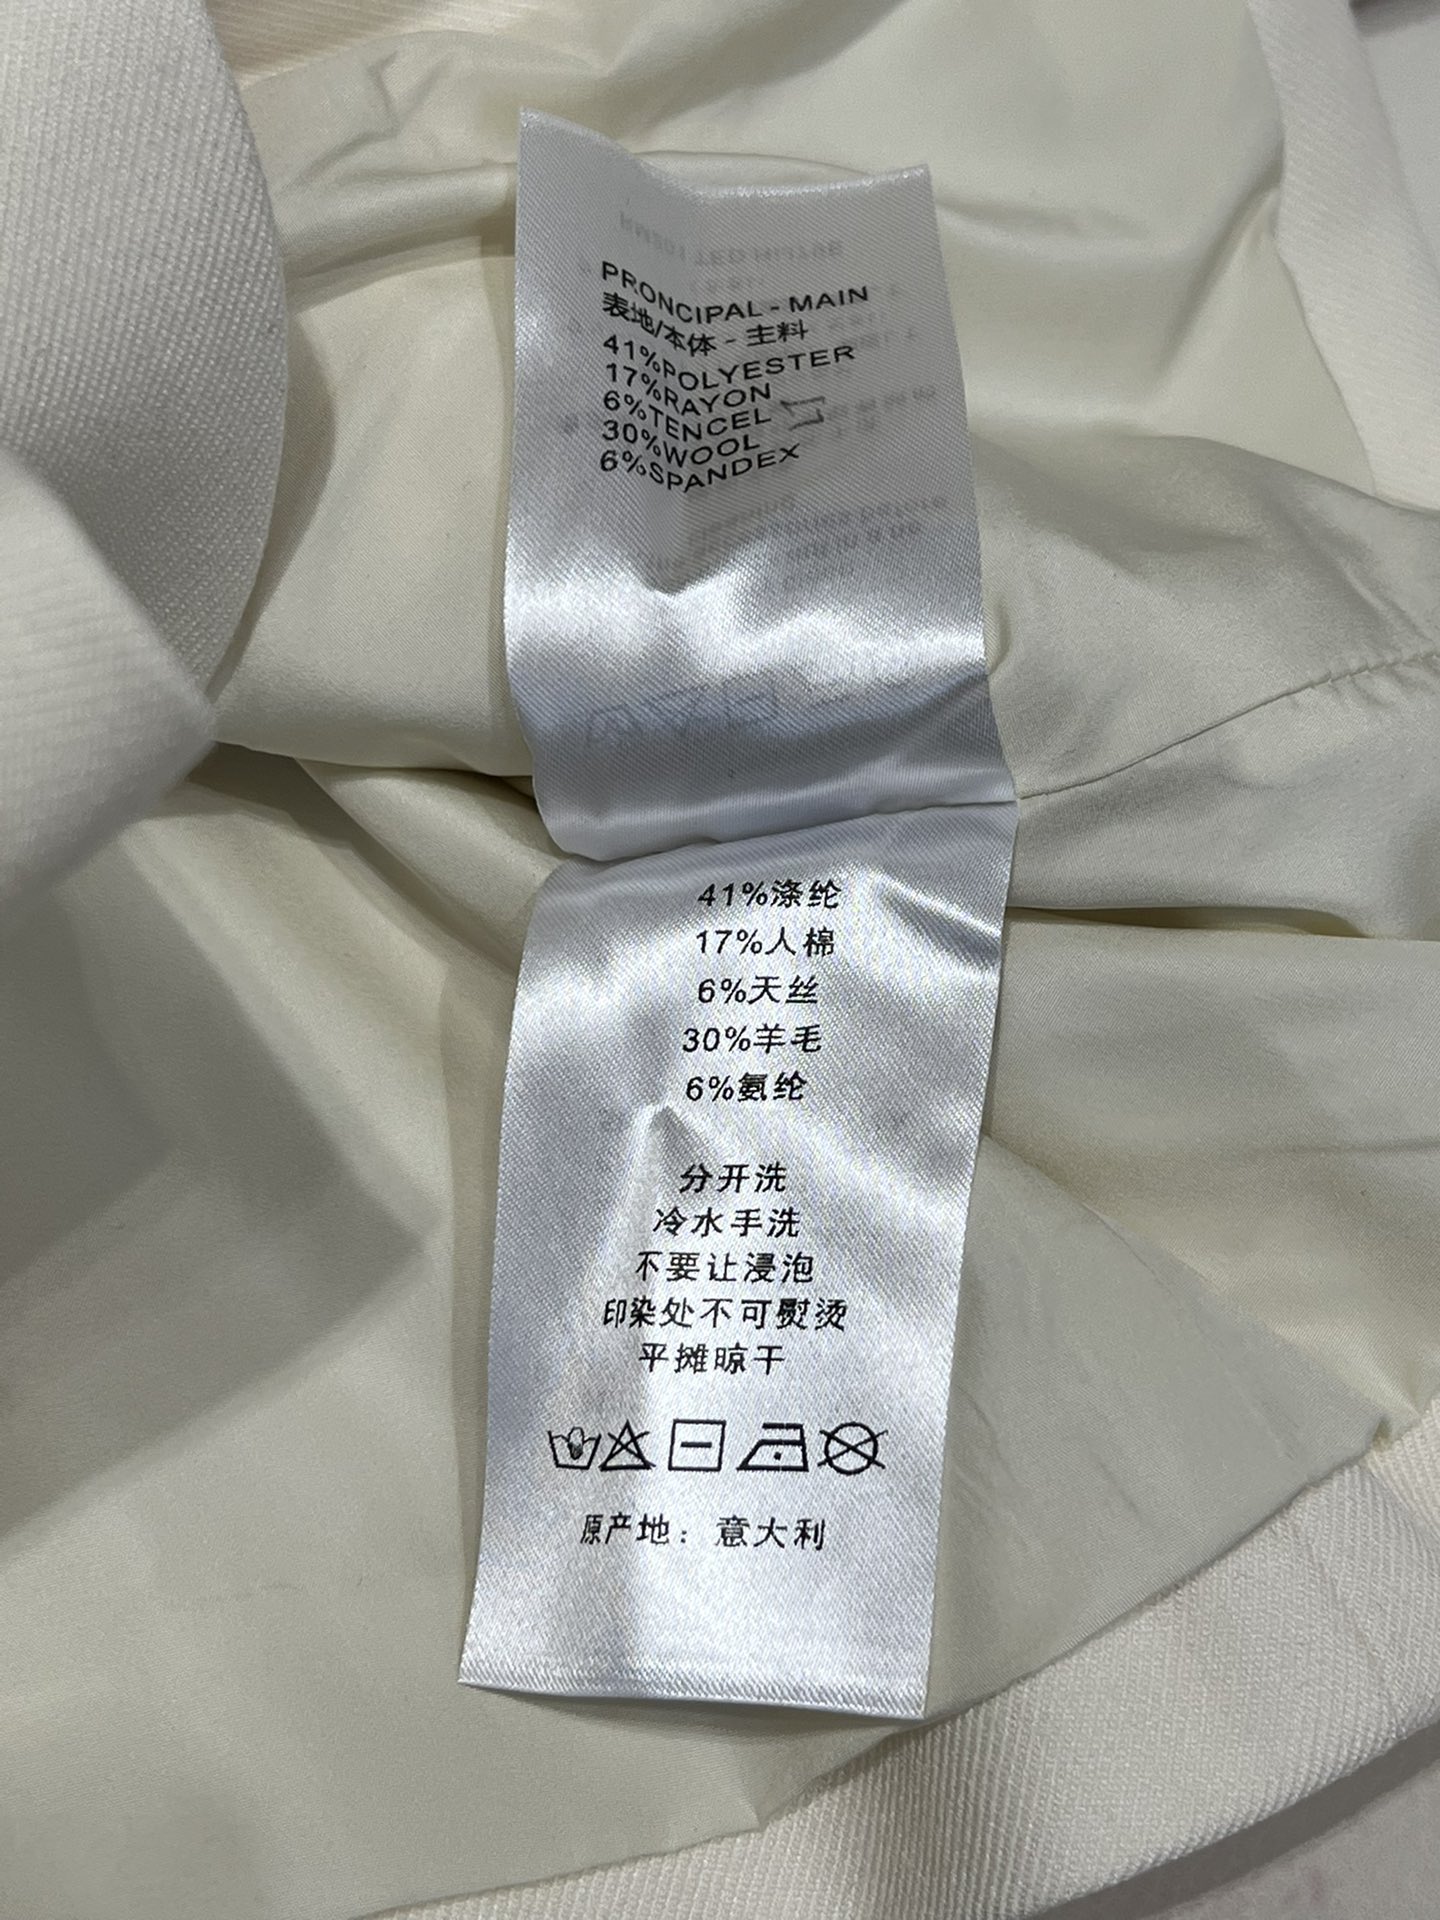 PRONCIPAL - MAIN
表地/本体 - 主料
41%POLYESTER
17%RAYON
6%TENCEL
30%WOOL
6%SPANDEX
41%涤纶
17%人棉
6%天丝
30%羊毛
6%氨纶
分开洗
冷水手洗
不要让浸泡
印染处不可熨烫
平摊晾干
原产地：意大利